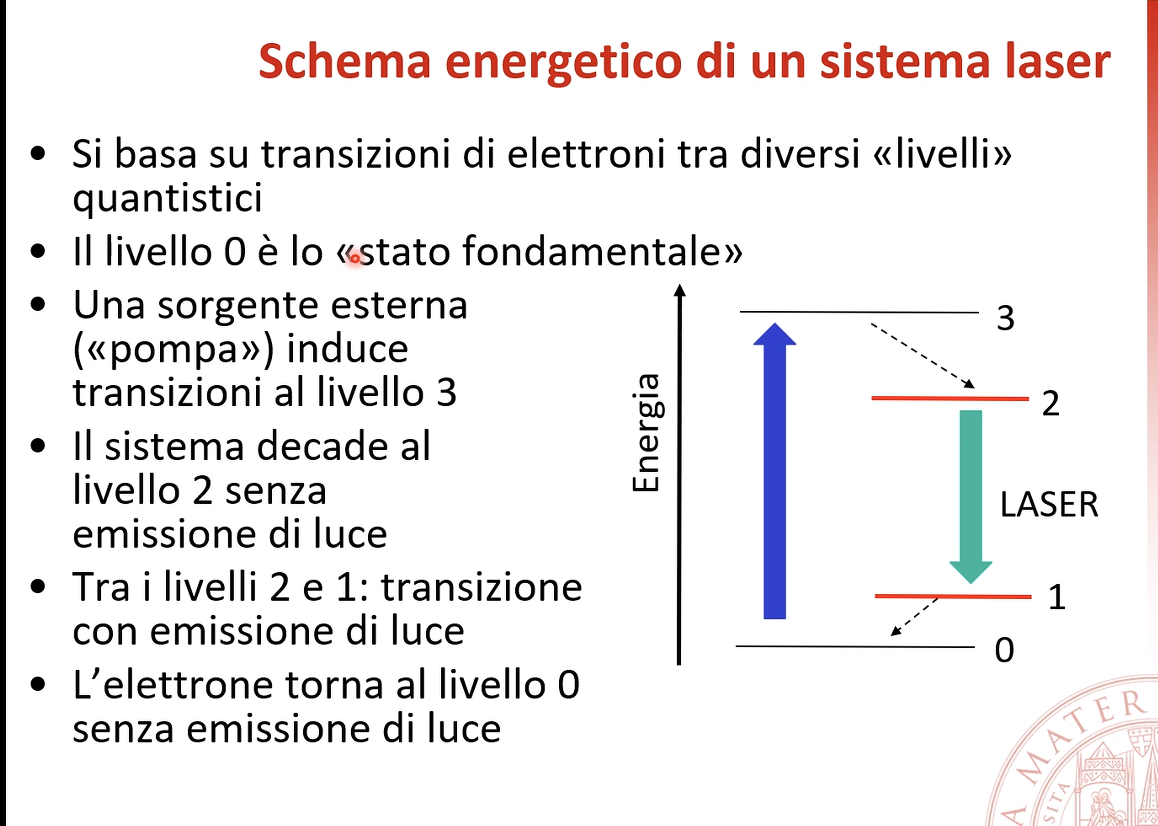 Schema energetico di un sistema laser
• Si basa su transizioni di elettroni tra diversi «livelli»
quantistici
• Il livello 0 è lo «stato fondamentale»
• Una sorgente esterna
(«pompa») induce
transizioni al livello 3
• Il sistema decade al
livello 2 senza
emissione di luce
• Tra i livelli 2 e 1: transizione
con emissione di luce
• L’elettrone torna al livello 0
senza emissione di luce
Energia
3
2
LASER
1
0
A MATER
SITA